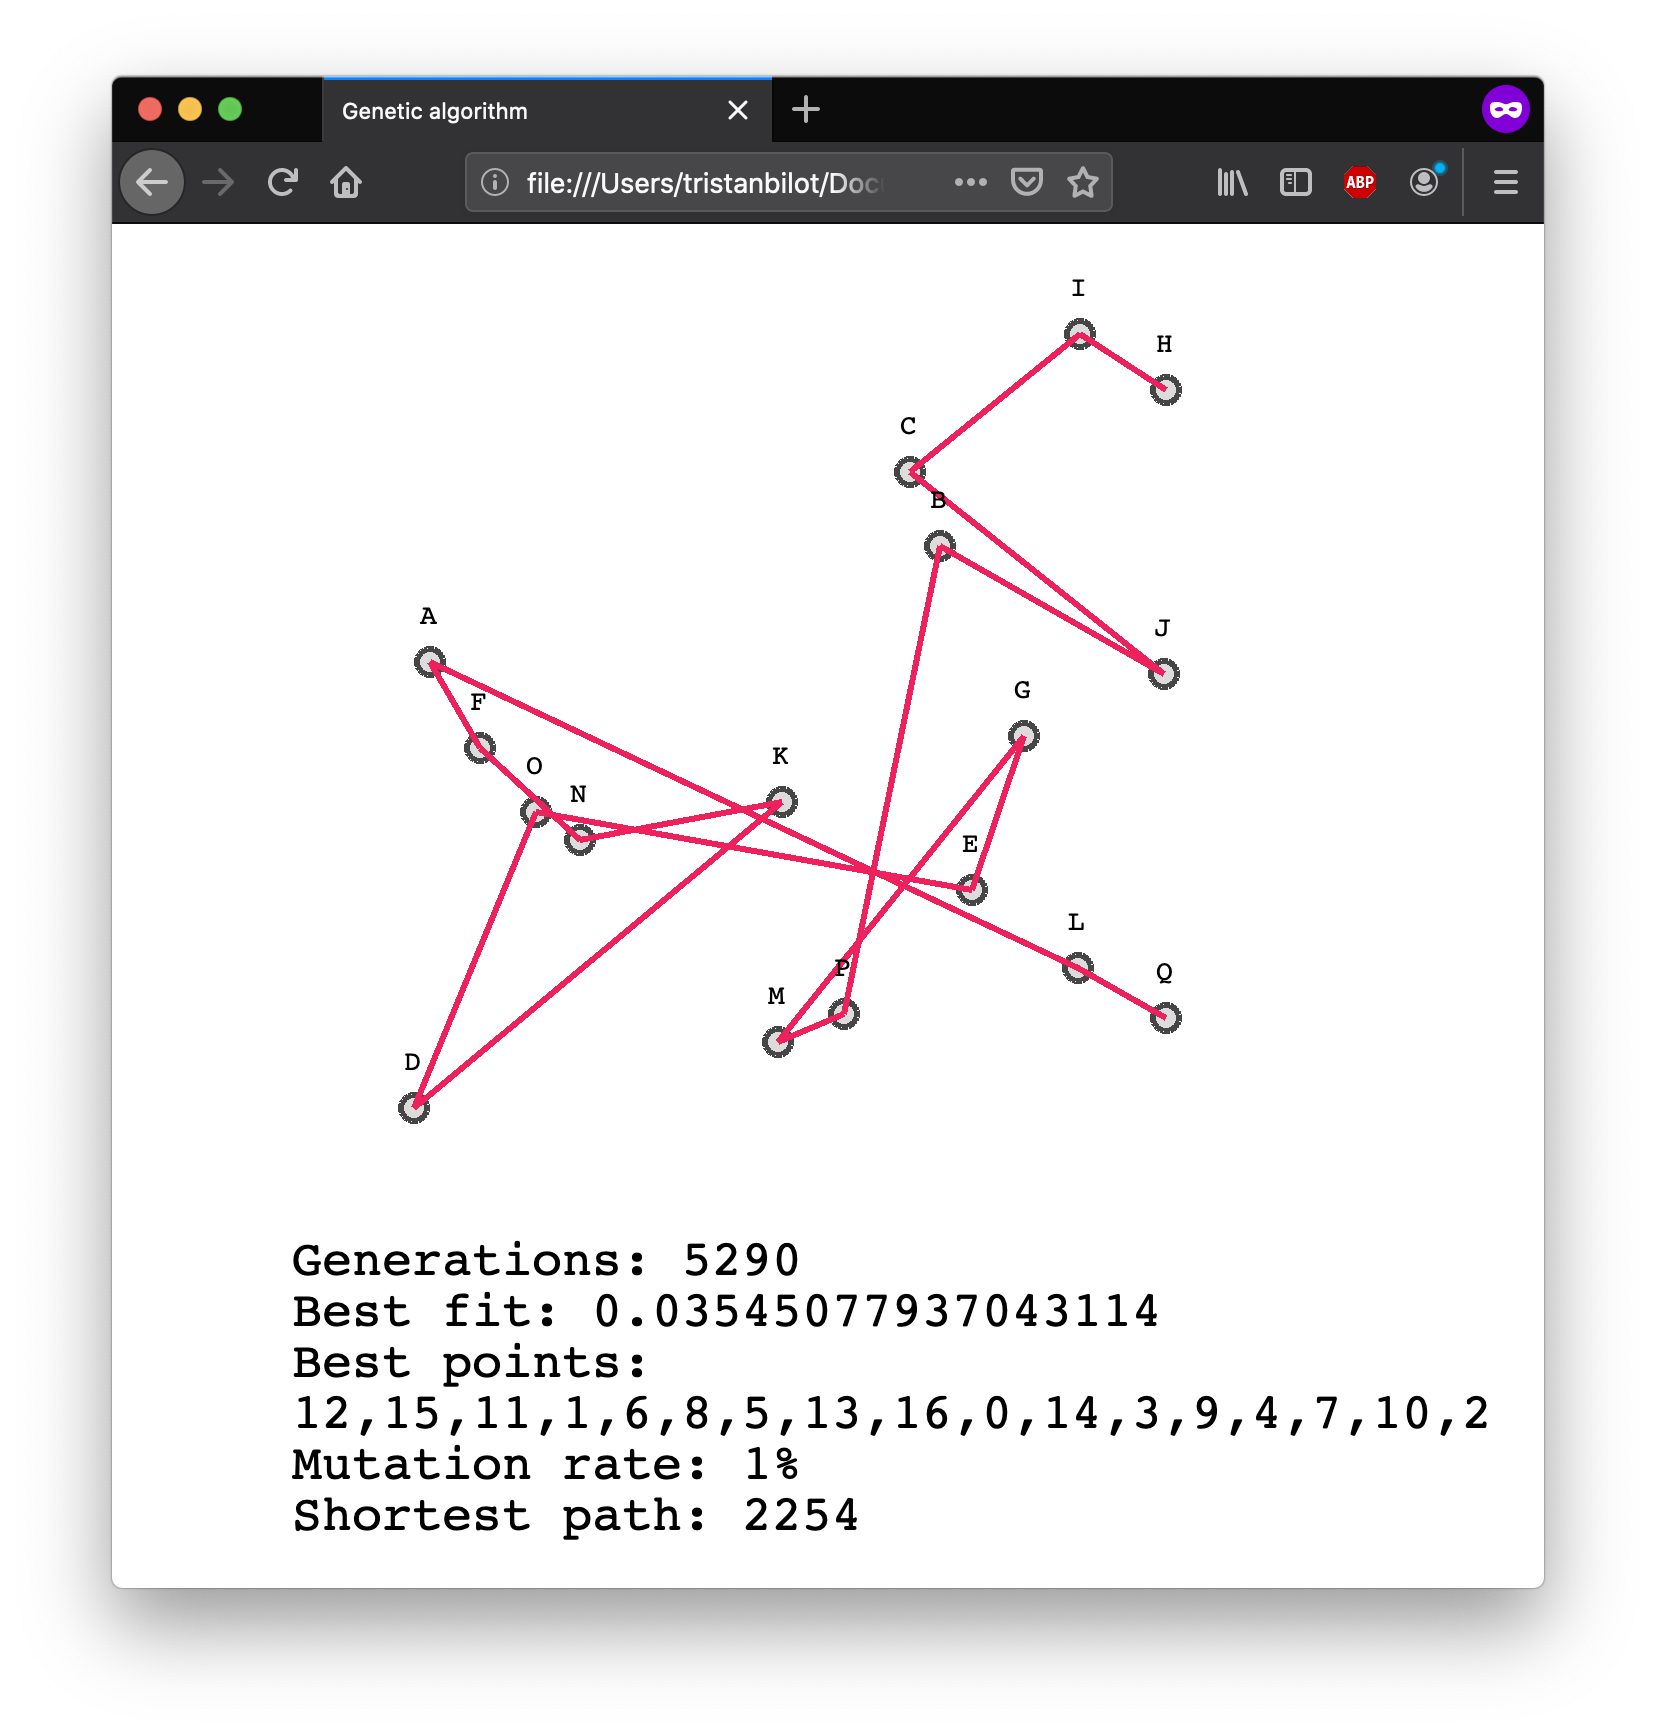 Genetic algorithm
file:///Users/tristanbilot/Doc
ABP
I
H
C
B
A
J
F
G
O
K
N
E
L
P
Q
M
D
Generations: 5290
Best fit: 0.03545077937043114
Best points:
12,15,11,1,6,8,5,13,16,0,14,3,9,4,7,10,2
Mutation rate: 1%
Shortest path: 2254